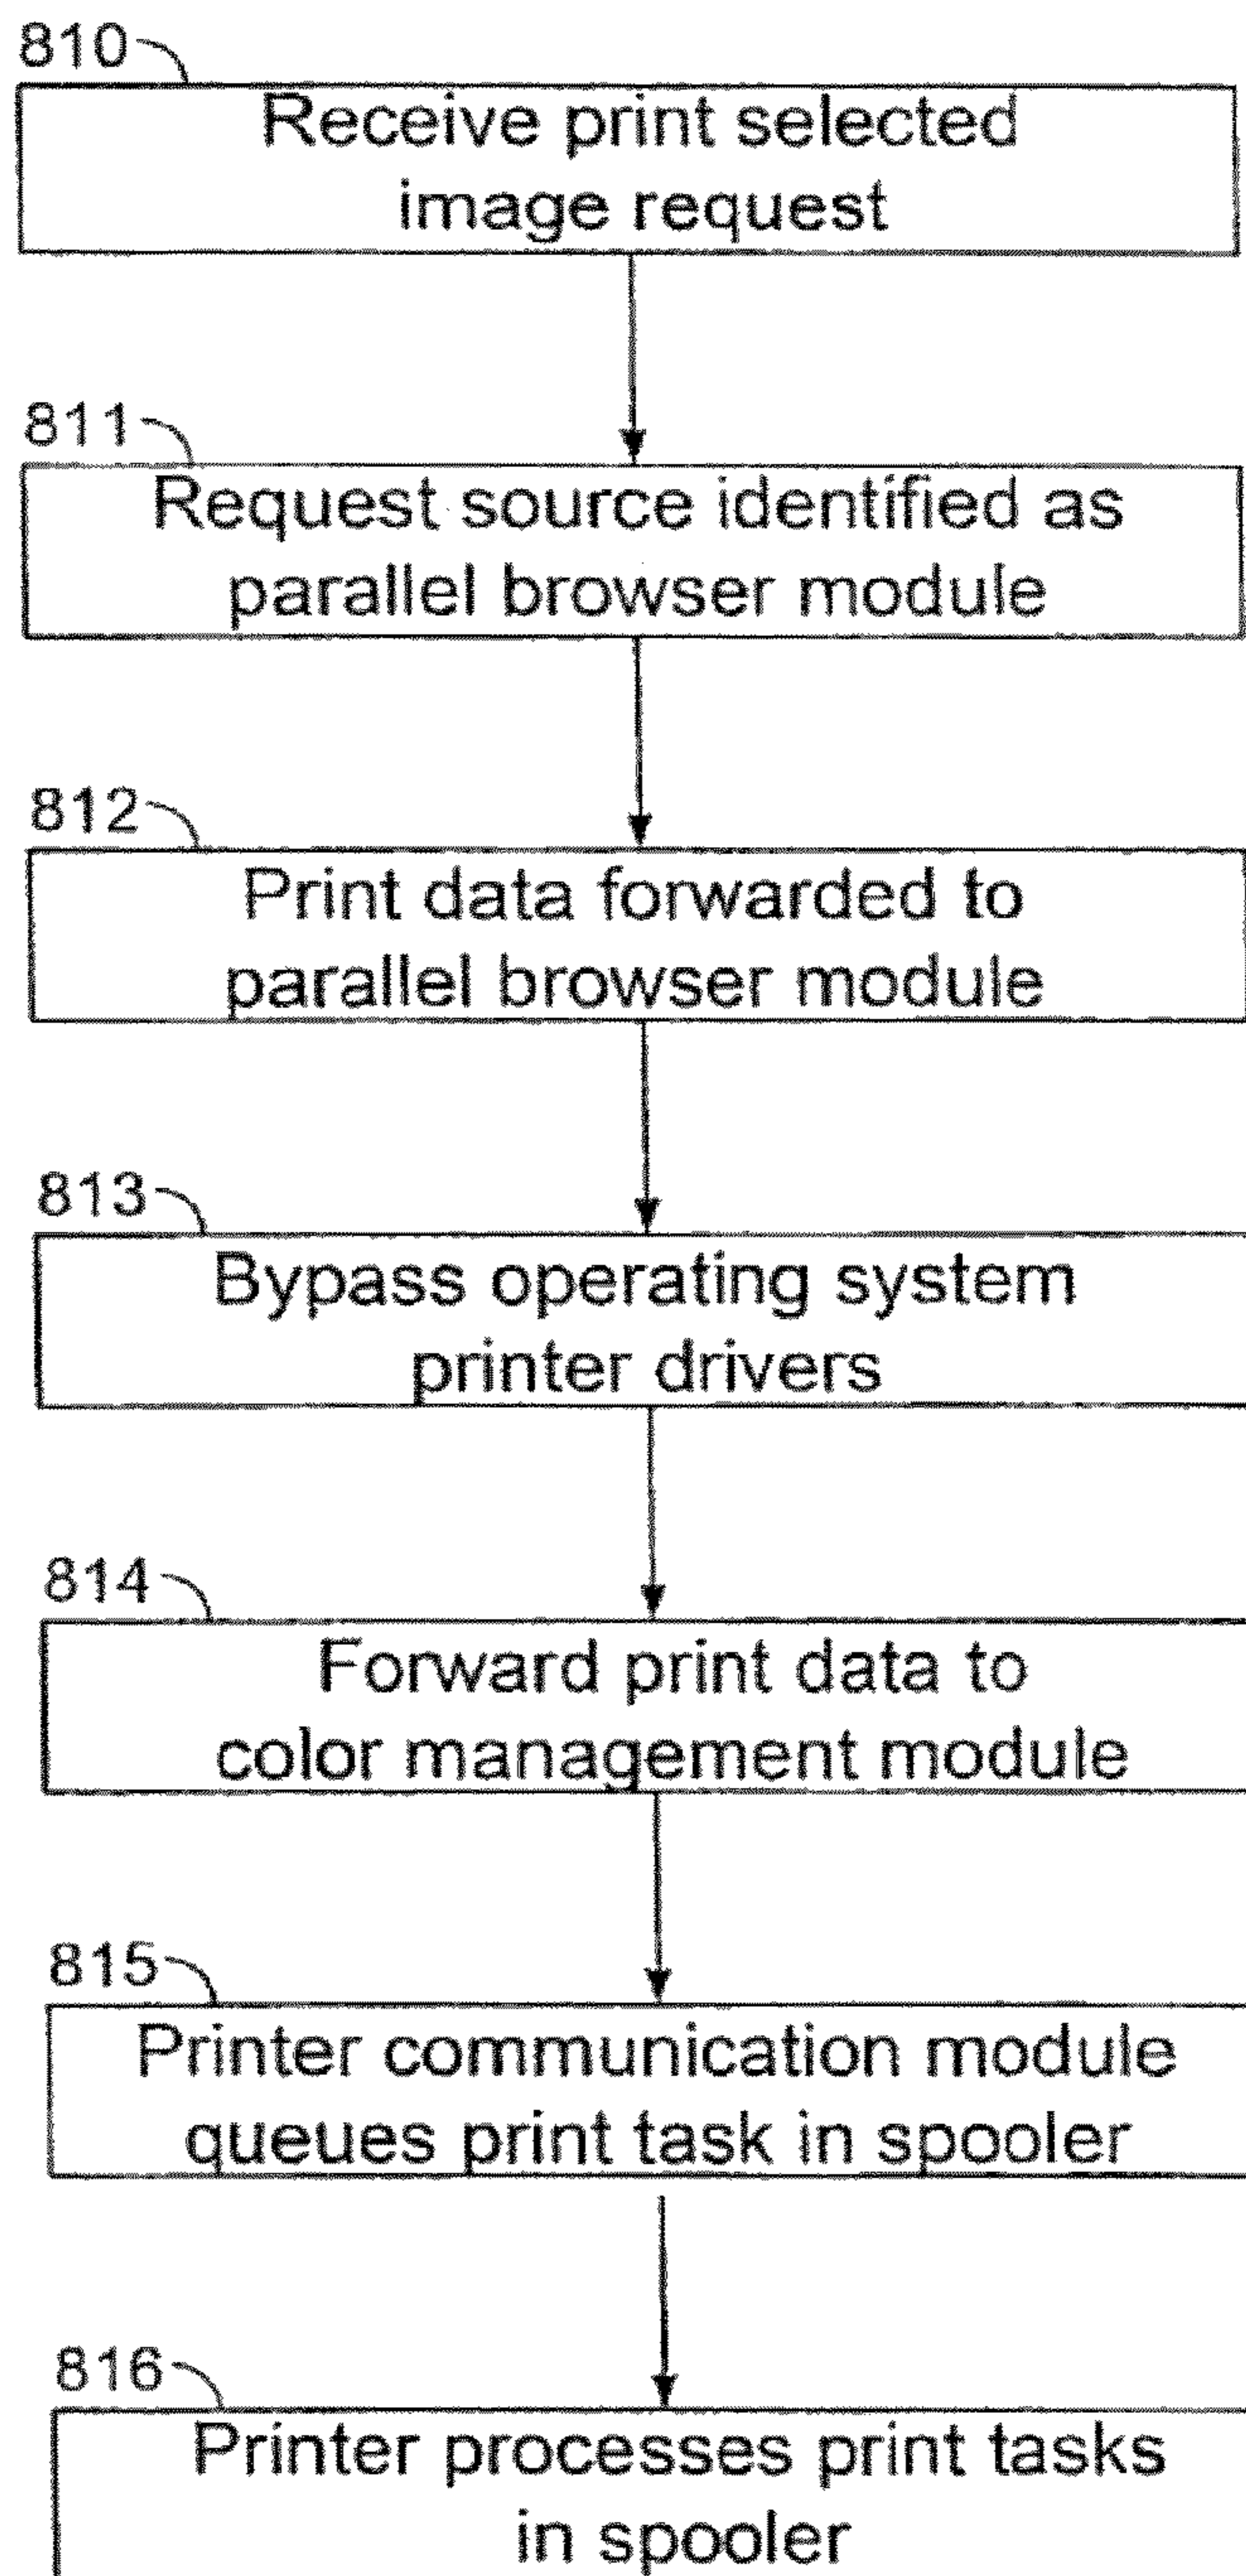 810
Receive print selected
image request
811
Request source identified as
parallel browser module
812
Print data forwarded to
parallel browser module
813
Bypass operating system
printer drivers
814
Forward print data to
color management module
815
Printer communication module
queues print task in spooler
816
Printer processes print tasks
in spooler